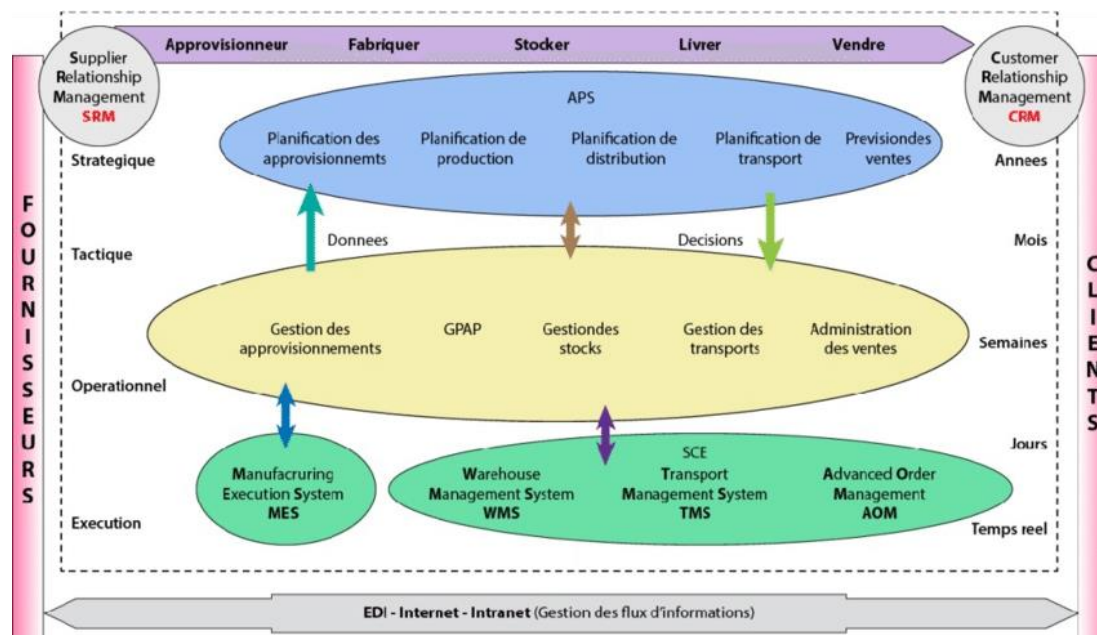 Approvisionneur
Fabriquer
Stocker
Livrer
Vendre
Supplier
Relationship
Management
SRM
Customer
Relationship
Management
CRM
APS
Planification des
approvisionnemts
Planification de
production
Planification de
distribution
Planification de
transport
Previsiondes
ventes
Strategique
Annees
FOURNISSEURS
CLIENTS
Donnees
Decisions
Tactique
Mois
Gestion des
approvisionnements
GPAP
Gestiondes
stocks
Gestion des
transports
Administration
des ventes
Semaines
Operationnel
Jours
Manufacruring
Execution System
MES
SCE
Warehouse
Management System
WMS
Transport
Management System
TMS
Advanced Order
Management
AOM
Execution
Temps reel
EDI - Internet - Intranet (Gestion des flux d'informations)